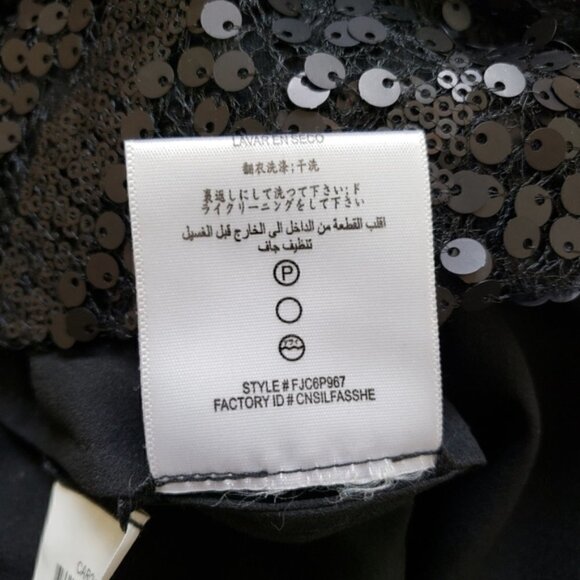 LAVAR EN SECO
翻衣洗涤;干洗
裏返しにして洗つて下さい;ド
ライクリーニングをして下さい
اقلب القطعة من الداخل الى الخارج قبل الغسيل
تنظيف جاف
P
STYLE # FJC6P967
FACTORY ID # CNSILFASSHE